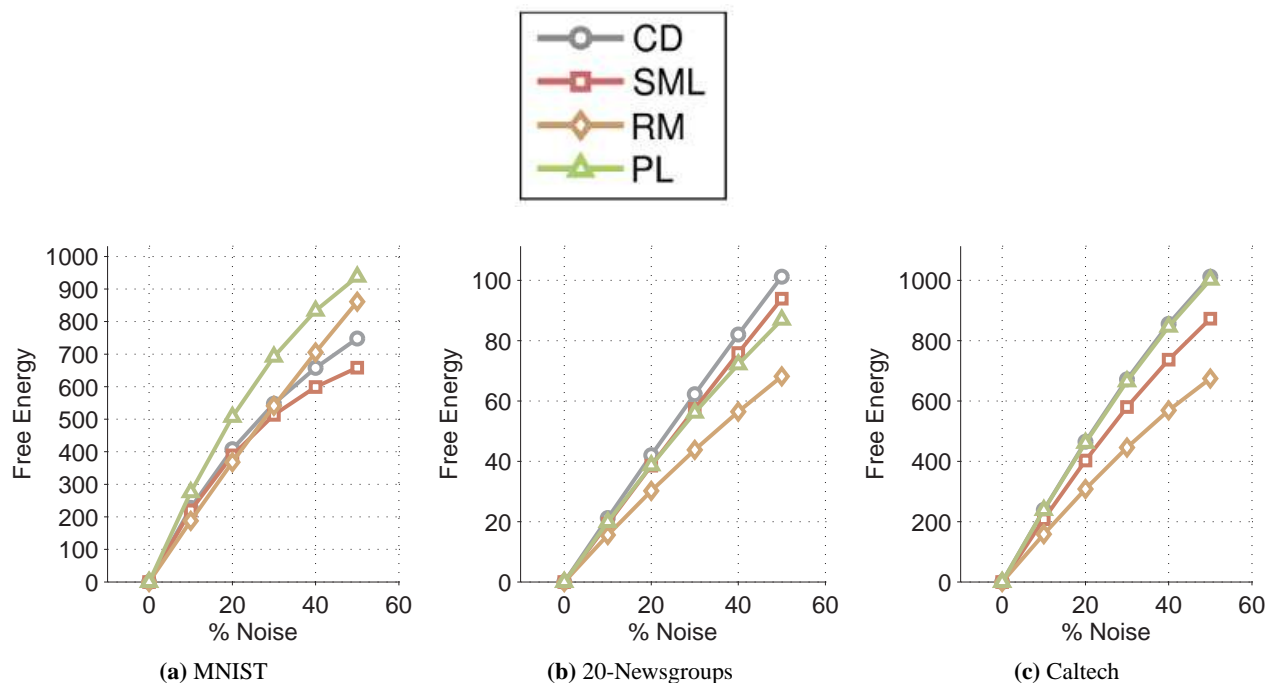 CD
SML
RM
PL
1000
900
800
700
600
500
400
300
200
100
0
Free Energy
0 20 40 60
% Noise
(a) MNIST
100
80
60
40
20
0
Free Energy
0 20 40 60
% Noise
(b) 20-Newsgroups
1000
800
600
400
200
0
Free Energy
0 20 40 60
% Noise
(c) Caltech